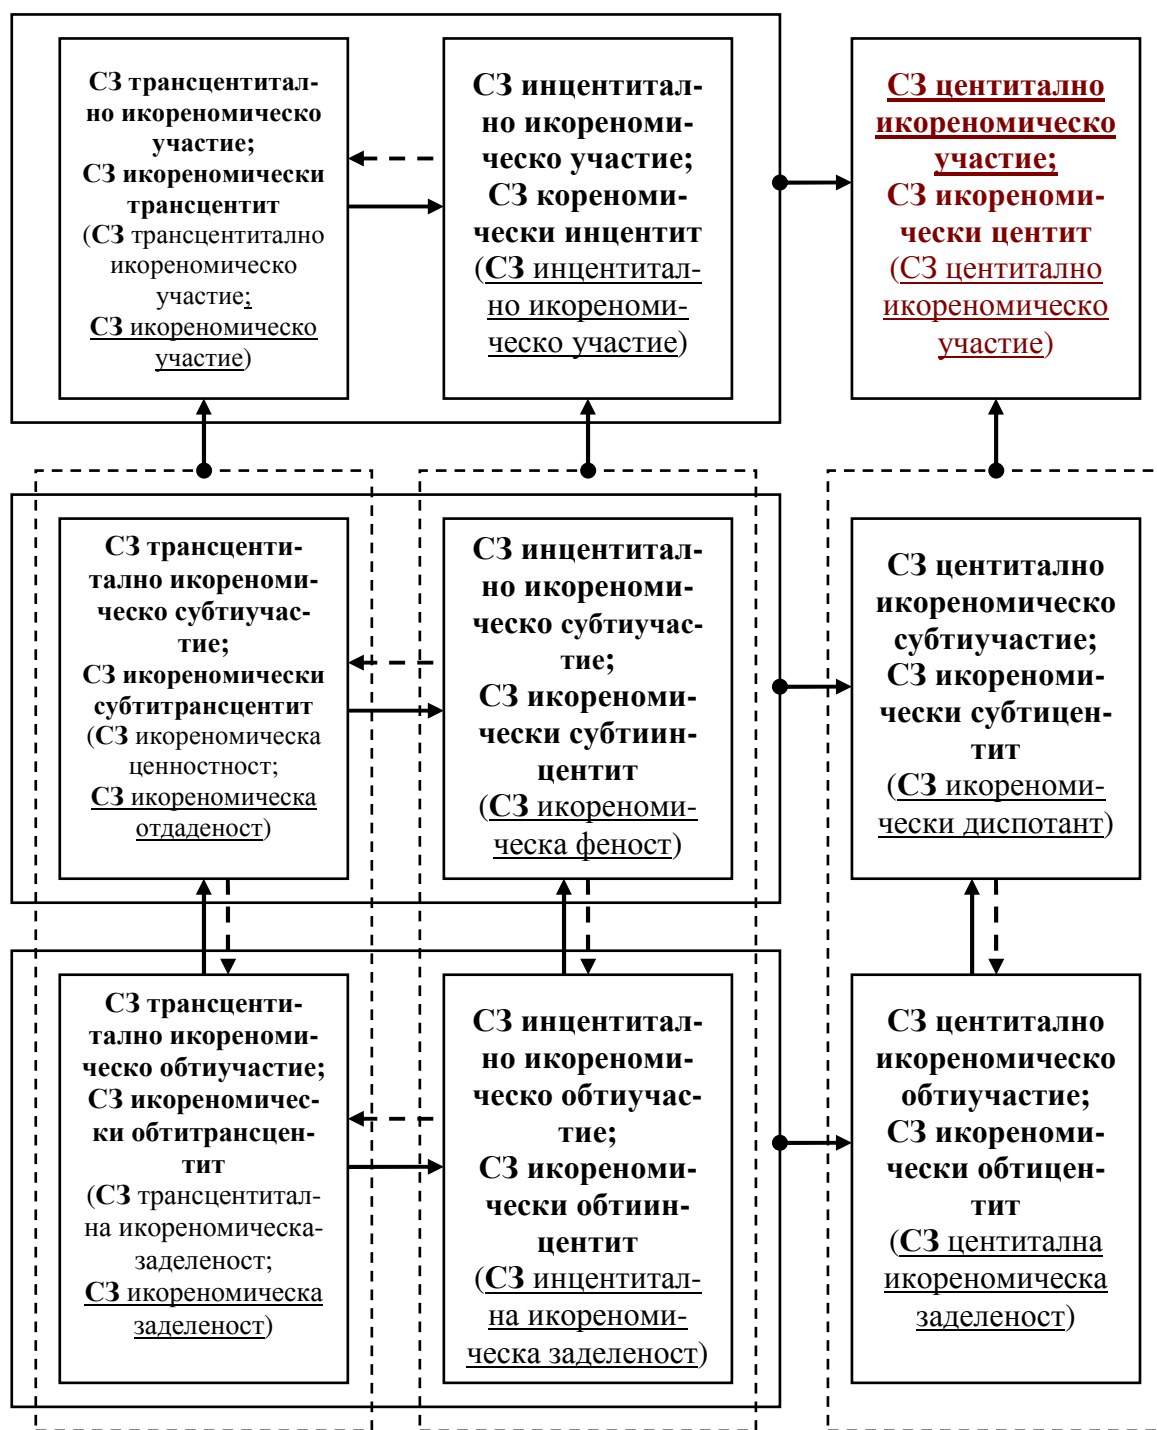 СЗ трансцентитал-
но икореномическо
участие;
СЗ икореномически
трансцентит
(СЗ трансцентитално
икореномическо
участие;
СЗ икореномическо
участие)
СЗ инцентитал-
но икореноми-
ческо участие;
СЗ кореноми-
чески инцентит
(СЗ инцентитал-
но икореноми-
ческо участие)
СЗ центитално
икореномическо
участие;
СЗ икореноми-
чески центит
(СЗ центитално
икореномическо
участие)
СЗ трансценти-
тално икореноми-
ческо субтиучас-
тие;
СЗ икореномически
субтитрансцентит
(СЗ икореномическа
ценностност;
СЗ икореномическа
отдаденост)
СЗ инцентитал-
но икореноми-
ческо субтиучас-
тие;
СЗ икореноми-
чески субтиин-
центит
(СЗ икореноми-
ческа феност)
СЗ центитално
икореномическо
субтиучастие;
СЗ икореноми-
чески субтицен-
тит
(СЗ икореноми-
чески диспотант)
СЗ трансценти-
тално икореноми-
ческо обтиучастие;
СЗ икореномичес-
ки обтитрансцен-
тит
(СЗ трансцентитал-
на икореномическа-
заделеност;
СЗ икореномическа
заделеност)
СЗ инцентитал-
но икореноми-
ческо обтиучас-
тие;
СЗ икореноми-
чески обтиин-
центит
(СЗ инцентитал-
на икореноми-
ческа заделеност)
СЗ центитално
икореномическо
обтиучастие;
СЗ икореноми-
чески обтицен-
тит
(СЗ центитална
икореномическа
заделеност)